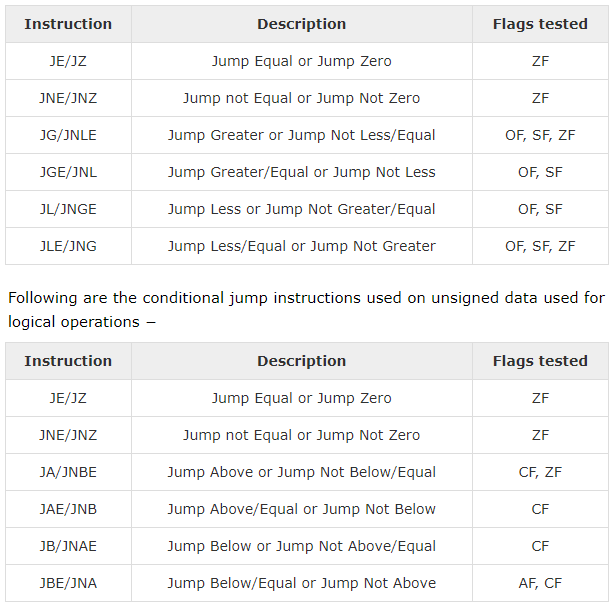 Instruction Description Flags tested
JE/JZ Jump Equal or Jump Zero ZF
JNE/JNZ Jump not Equal or Jump Not Zero ZF
JG/JNLE Jump Greater or Jump Not Less/Equal OF, SF, ZF
JGE/JNL Jump Greater/Equal or Jump Not Less OF, SF
JL/JNGE Jump Less or Jump Not Greater/Equal OF, SF
JLE/JNG Jump Less/Equal or Jump Not Greater OF, SF, ZF
Following are the conditional jump instructions used on unsigned data used for
logical operations −
Instruction Description Flags tested
JE/JZ Jump Equal or Jump Zero ZF
JNE/JNZ Jump not Equal or Jump Not Zero ZF
JA/JNBE Jump Above or Jump Not Below/Equal CF, ZF
JAE/JNB Jump Above/Equal or Jump Not Below CF
JB/JNAE Jump Below or Jump Not Above/Equal CF
JBE/JNA Jump Below/Equal or Jump Not Above AF, CF